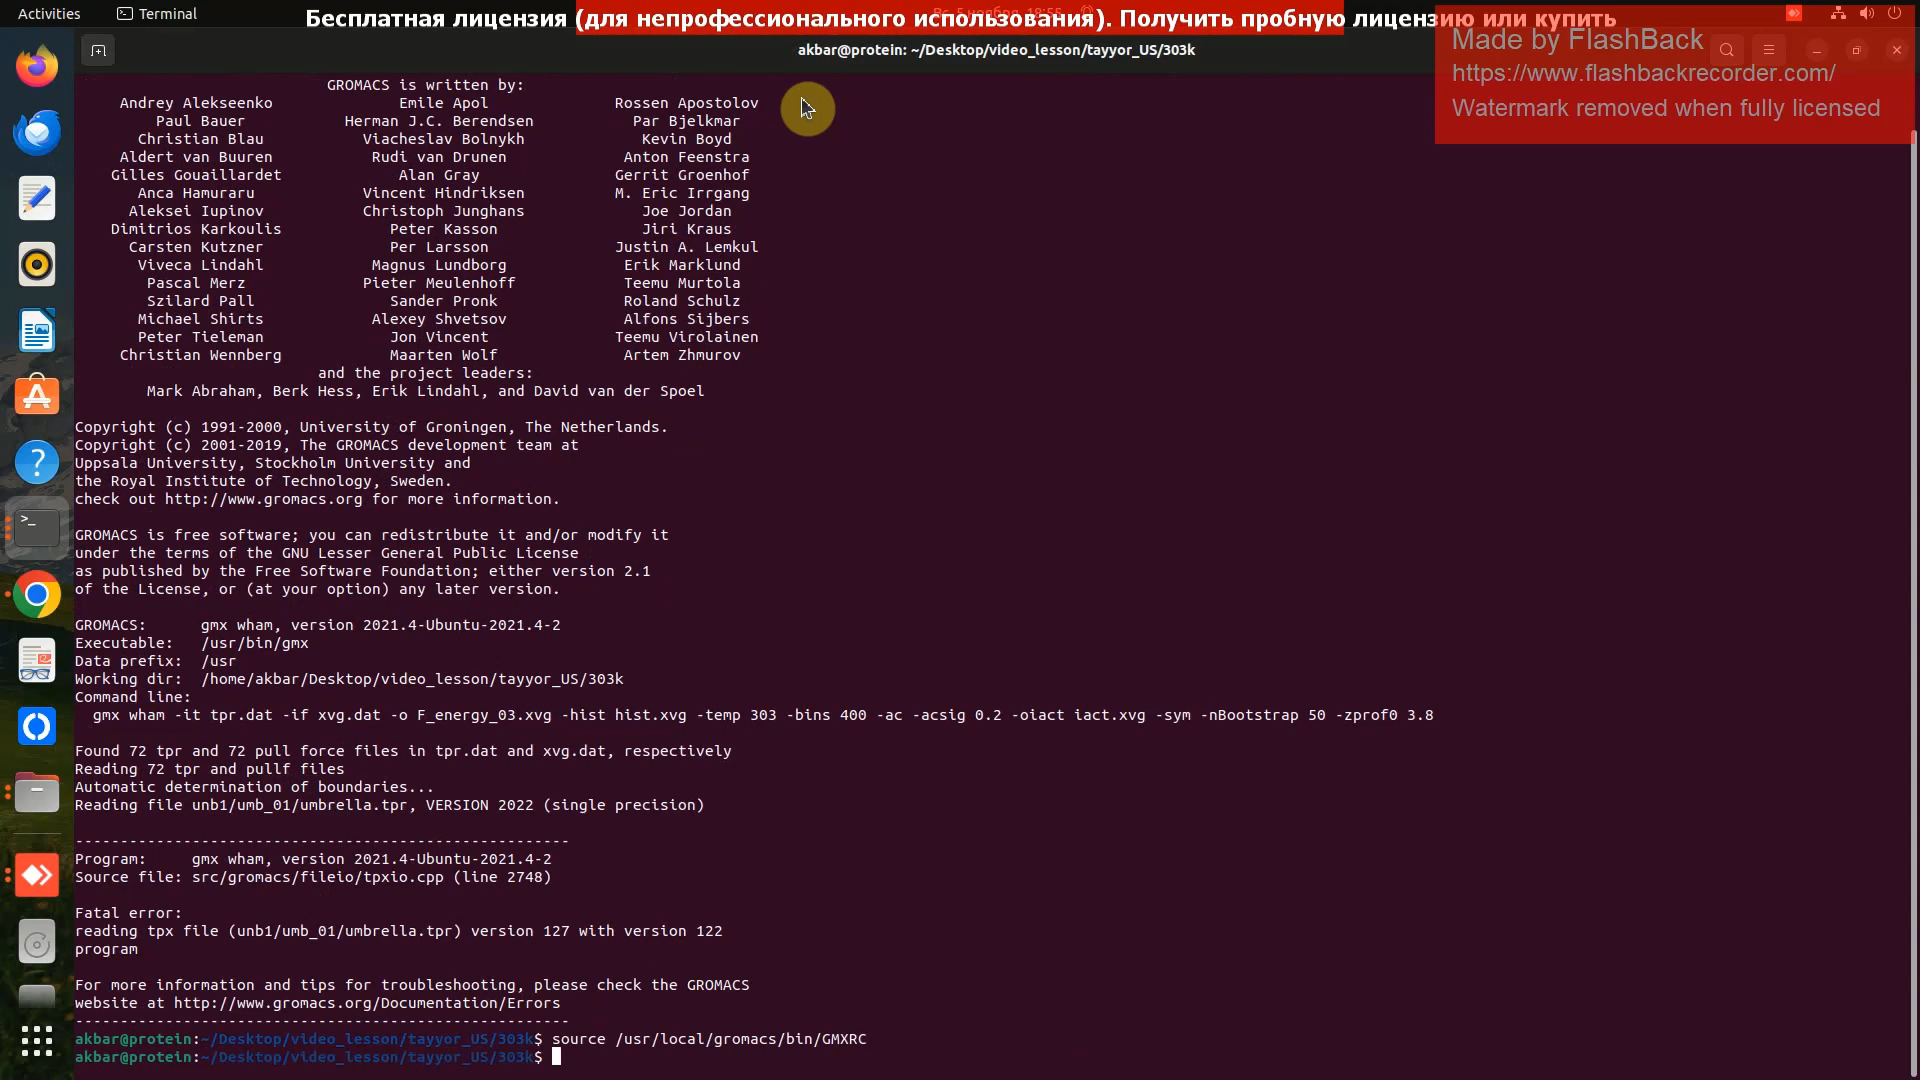 Activities
Terminal
Бесплатная лицензия (для непрофессионального использования). Получить пробную лицензию или купить
Вс, 5 ноября 18:55
akbar@protein: ~/Desktop/video_lesson/tayyor_US/303k
Made by FlashBack
https://www.flashbackrecorder.com/
Watermark removed when fully licensed
GROMACS is written by:
Andrey Alekseenko Emile Apol Rossen Apostolov
Paul Bauer Herman J.C. Berendsen Par Bjelkmar
Christian Blau Viacheslav Bolnykh Kevin Boyd
Aldert van Buuren Rudi van Drunen Anton Feenstra
Gilles Gouaillardet Alan Gray Gerrit Groenhof
Anca Hamuraru Vincent Hindriksen M. Eric Irrgang
Aleksei Iupinov Christoph Junghans Joe Jordan
Dimitrios Karkoulis Peter Kasson Jiri Kraus
Carsten Kutzner Per Larsson Justin A. Lemkul
Viveca Lindahl Magnus Lundborg Erik Marklund
Pascal Merz Pieter Meulenhoff Teemu Murtola
Szilard Pall Sander Pronk Roland Schulz
Michael Shirts Alexey Shvetsov Alfons Sijbers
Peter Tieleman Jon Vincent Teemu Virolainen
Christian Wennberg Maarten Wolf Artem Zhmurov
and the project leaders:
Mark Abraham, Berk Hess, Erik Lindahl, and David van der Spoel
Copyright (c) 1991-2000, University of Groningen, The Netherlands.
Copyright (c) 2001-2019, The GROMACS development team at
Uppsala University, Stockholm University and
the Royal Institute of Technology, Sweden.
check out http://www.gromacs.org for more information.
GROMACS is free software; you can redistribute it and/or modify it
under the terms of the GNU Lesser General Public License
as published by the Free Software Foundation; either version 2.1
of the License, or (at your option) any later version.
GROMACS: gmx wham, version 2021.4-Ubuntu-2021.4-2
Executable: /usr/bin/gmx
Data prefix: /usr
Working dir: /home/akbar/Desktop/video_lesson/tayyor_US/303k
Command line:
gmx wham -it tpr.dat -if xvg.dat -o F_energy_03.xvg -hist hist.xvg -temp 303 -bins 400 -ac -acsig 0.2 -oiact iact.xvg -sym -nBootstrap 50 -zprof0 3.8
Found 72 tpr and 72 pull force files in tpr.dat and xvg.dat, respectively
Reading 72 tpr and pullf files
Automatic determination of boundaries...
Reading file unb1/umb_01/umbrella.tpr, VERSION 2022 (single precision)
-------------------------------------------------------
Program: gmx wham, version 2021.4-Ubuntu-2021.4-2
Source file: src/gromacs/fileio/tpxio.cpp (line 2748)
Fatal error:
reading tpx file (unb1/umb_01/umbrella.tpr) version 127 with version 122
program
For more information and tips for troubleshooting, please check the GROMACS
website at http://www.gromacs.org/Documentation/Errors
-------------------------------------------------------
akbar@protein:~/Desktop/video_lesson/tayyor_US/303k$ source /usr/local/gromacs/bin/GMXRC
akbar@protein:~/Desktop/video_lesson/tayyor_US/303k$